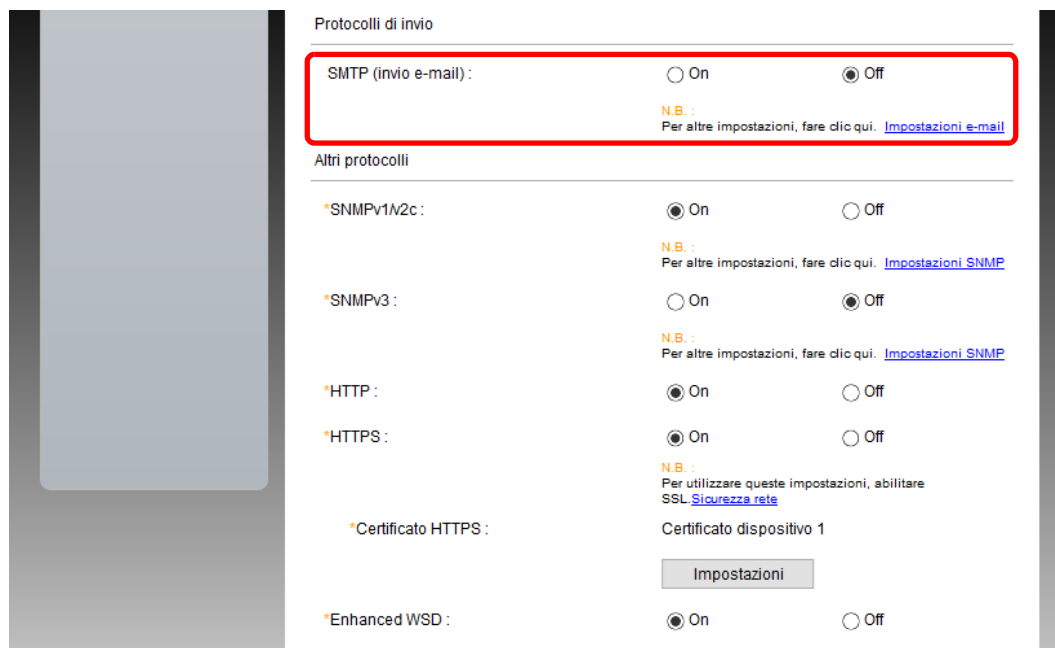 Protocolli di invio
SMTP (invio e-mail) : On Off
N.B. :
Per altre impostazioni, fare clic qui. Impostazioni e-mail
Altri protocolli
*SNMPv1/v2c : On Off
N.B. :
Per altre impostazioni, fare clic qui. Impostazioni SNMP
*SNMPv3 : On Off
N.B. :
Per altre impostazioni, fare clic qui. Impostazioni SNMP
*HTTP : On Off
*HTTPS : On Off
N.B. :
Per utilizzare queste impostazioni, abilitare
SSL.Sicurezza rete
*Certificato HTTPS : Certificato dispositivo 1
Impostazioni
*Enhanced WSD : On Off